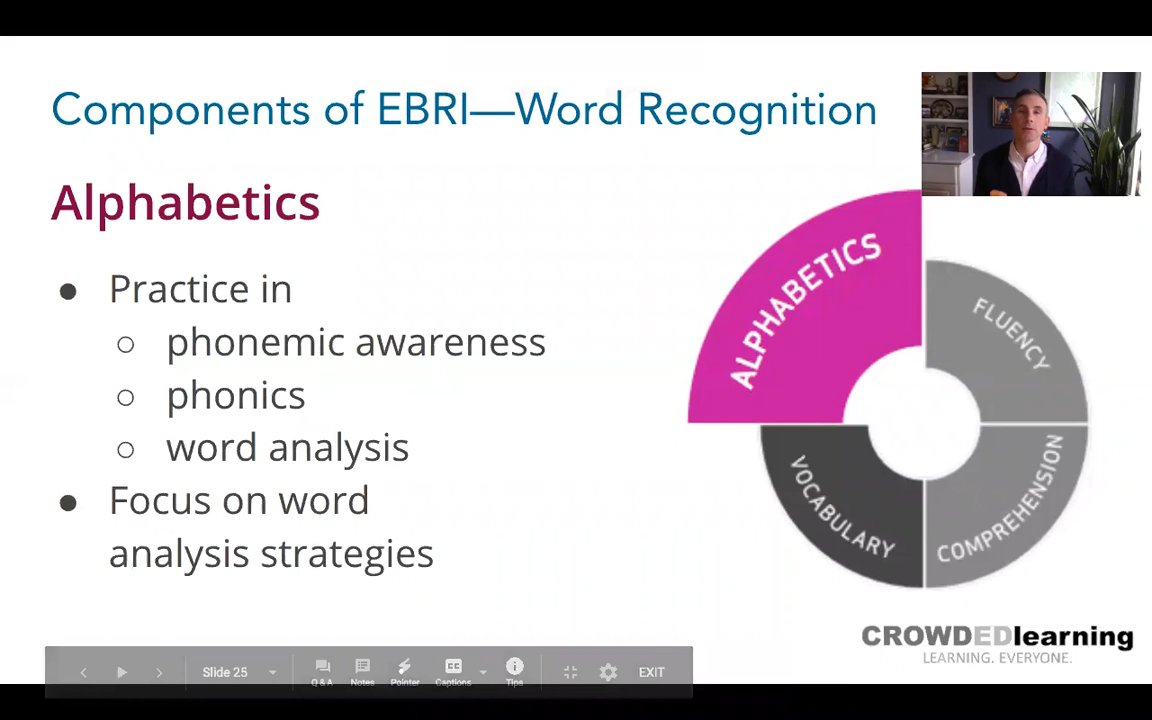 Components of EBRI—Word Recognition
Alphabetics
● Practice in
○ phonemic awareness
○ phonics
○ word analysis
● Focus on word
analysis strategies
ALPHABETICS
FLUENCY
VOCABULARY
COMPREHENSION
CROWDEDlearning
LEARNING. EVERYONE.
Slide 25
Q & A
Notes
Pointer
CC
Captions
Tips
EXIT